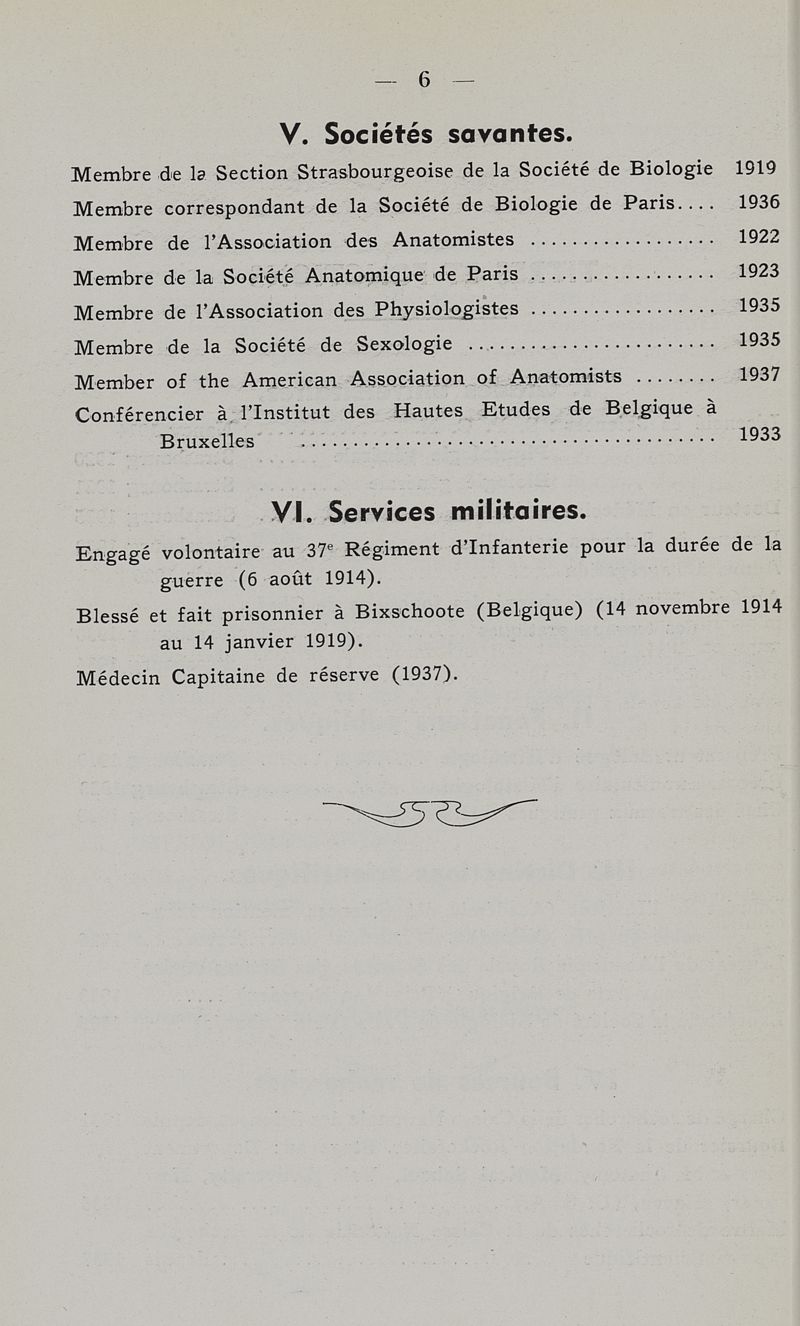 — 6 —
V. Sociétés savantes.
Membre de la Section Strasbourgeoise de la Société de Biologie 1919
Membre correspondant de la Société de Biologie de Paris.... 1936
Membre de l'Association des Anatomistes .................. 1922
Membre de la Société Anatomique de Paris .................. 1923
Membre de l'Association des Physiologistes .................. 1935
Membre de la Société de Sexologie ........................ 1935
Member of the American Association of Anatomists ........ 1937
Conférencier à l'Institut des Hautes Etudes de Belgique à
Bruxelles ........................................ 1933
VI. Services militaires.
Engagé volontaire au 37e Régiment d'Infanterie pour la durée de la
guerre (6 août 1914).
Blessé et fait prisonnier à Bixschoote (Belgique) (14 novembre 1914
au 14 janvier 1919).
Médecin Capitaine de réserve (1937).